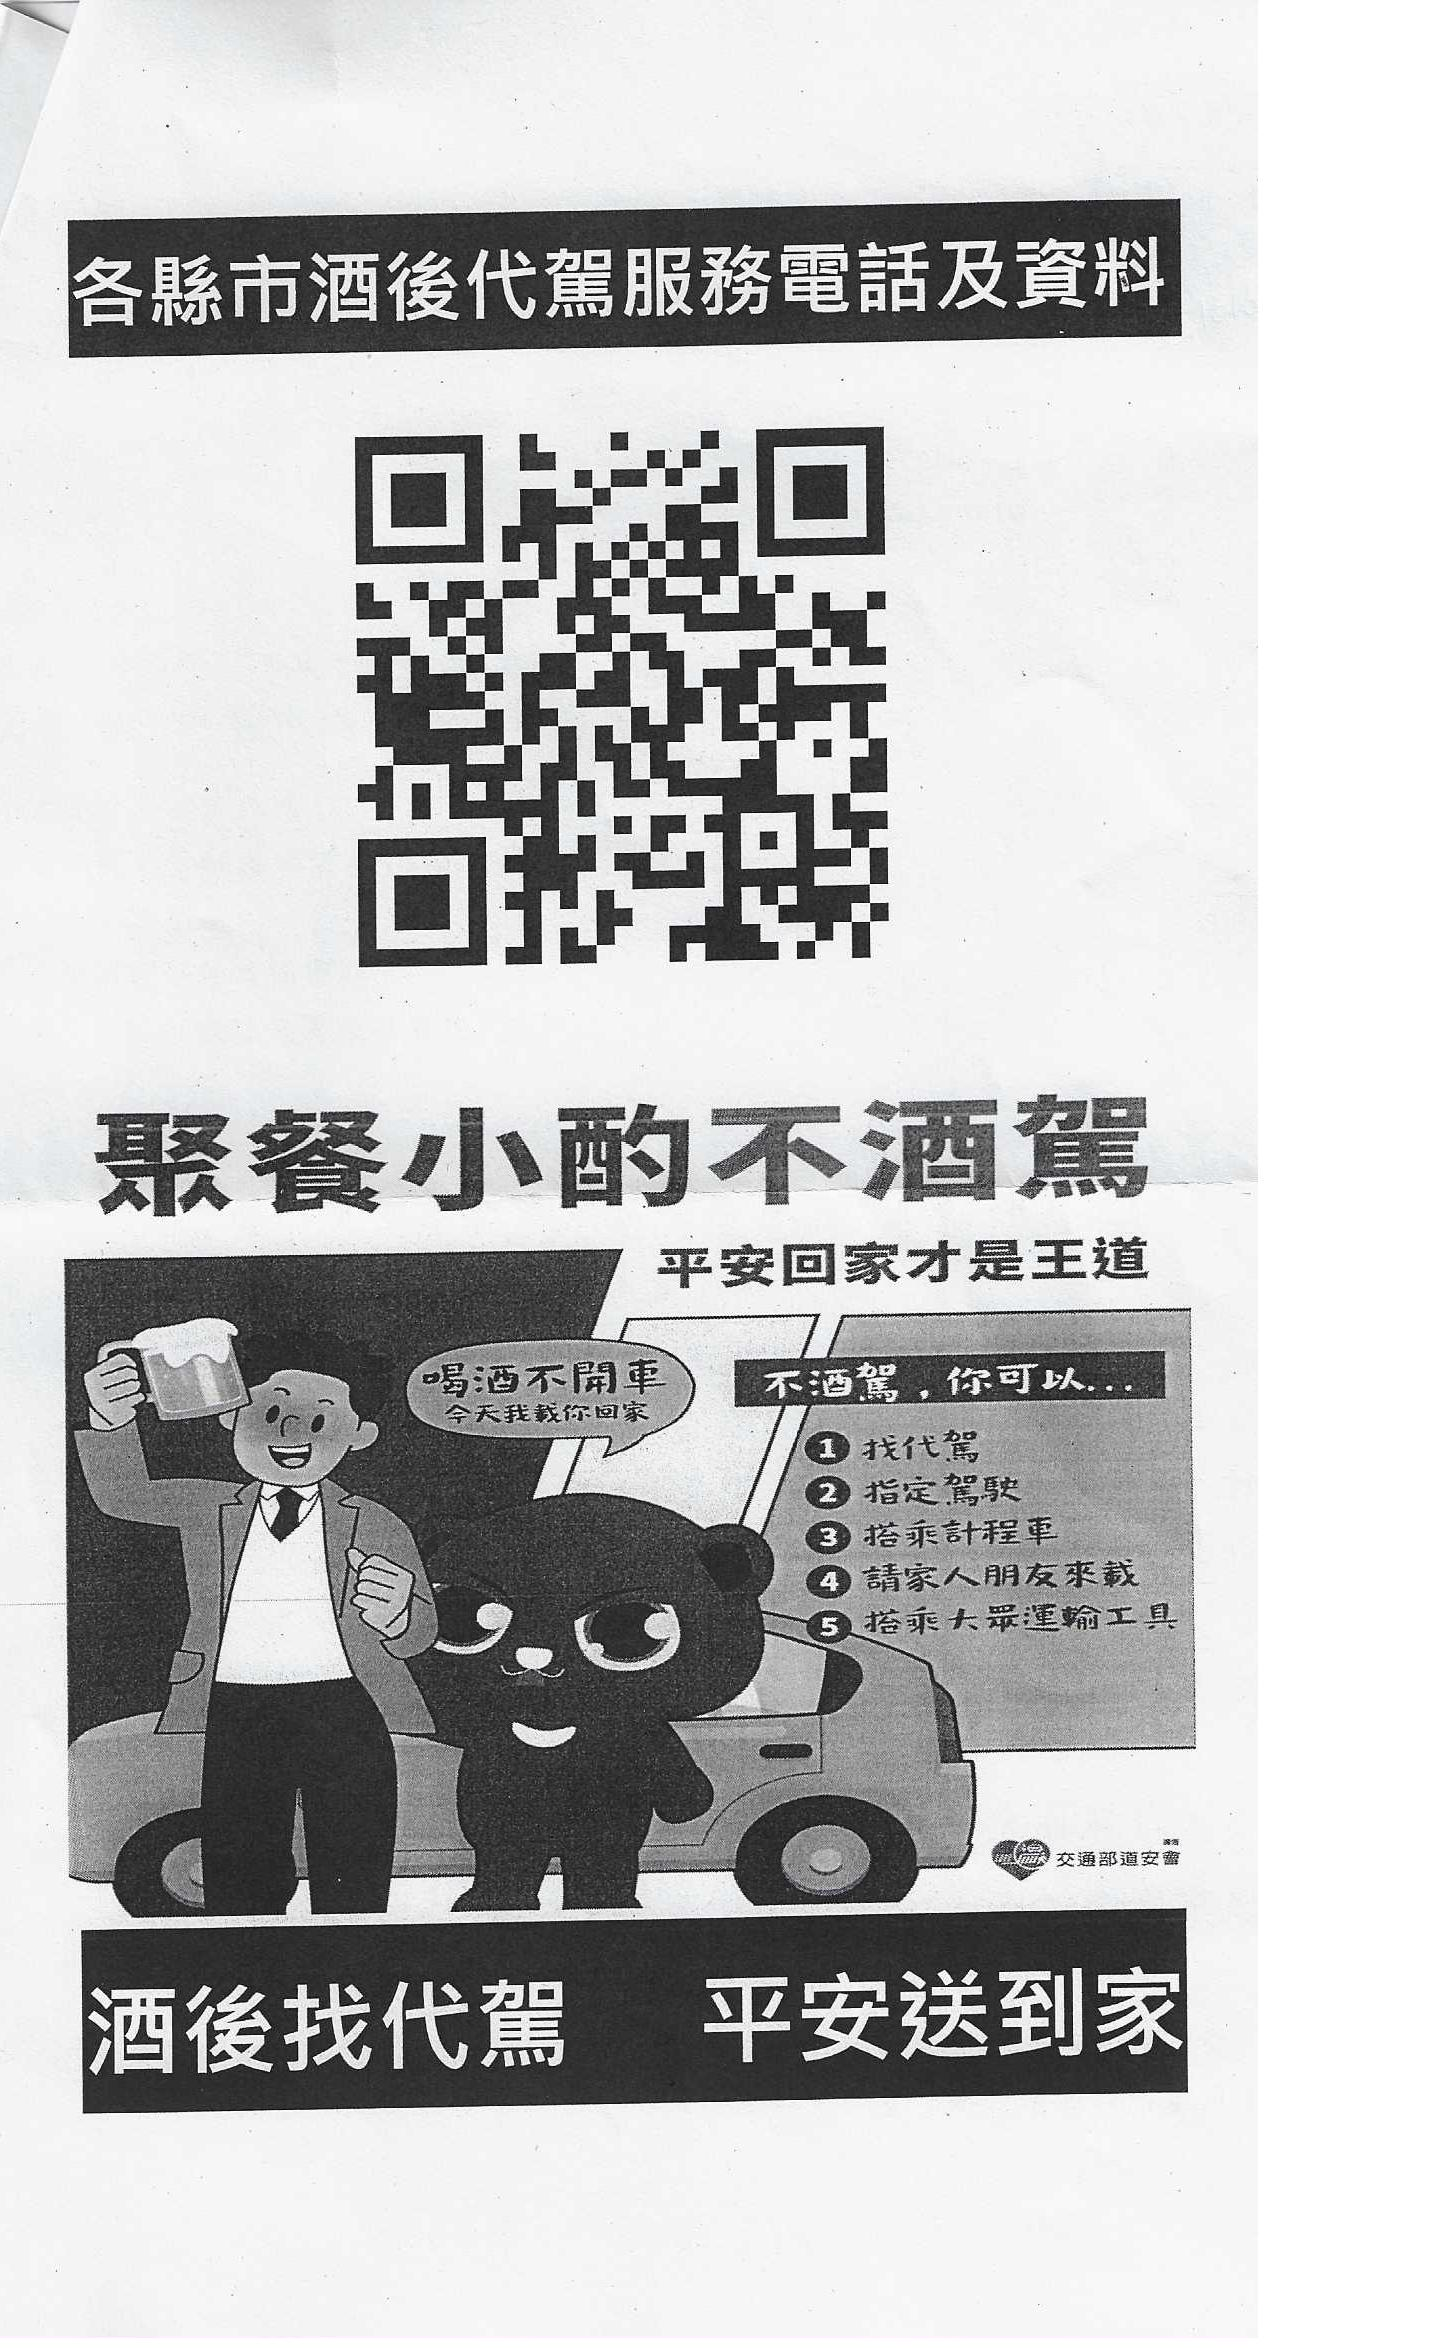 各縣市酒後代駕服務電話及資料
聚餐小酌不酒駕
平安回家才是王道
喝酒不開車
今天我載你回家
不酒駕，你可以...
1 找代駕
2 指定駕駛
3 搭乘計程車
4 請家人朋友來載
5 搭乘大眾運輸工具
交通部道安會
酒後找代駕　平安送到家